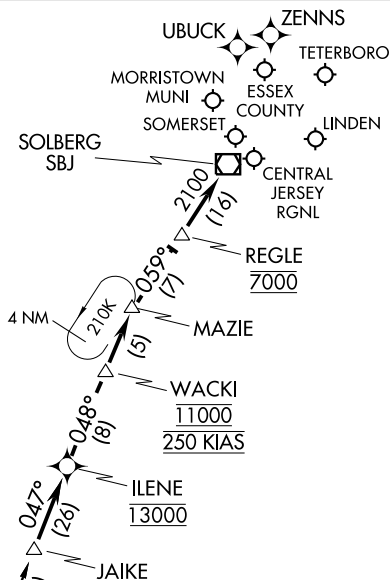 UBUCK
ZENNS
TETERBORO
MORRISTOWN
MUNI
ESSEX
COUNTY
SOMERSET
LINDEN
SOLBERG
SBJ
CENTRAL
JERSEY
RGNL
2100
(16)
REGLE
7000
059°
(7)
4 NM
210K
MAZIE
(5)
WACKI
11000
250 KIAS
048°
(8)
ILENE
13000
047°
(26)
JAIKE